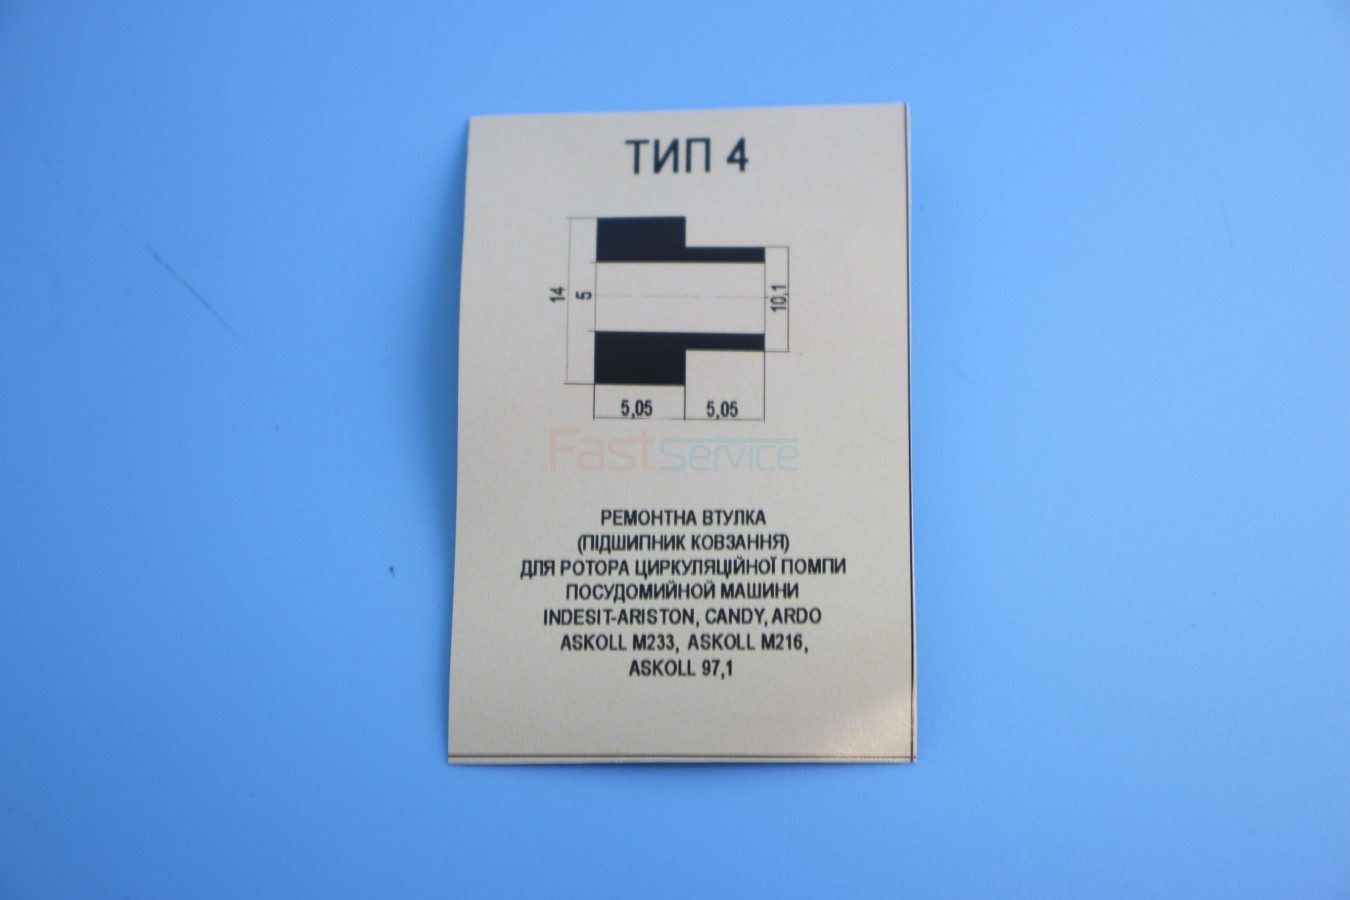 ТИП 4
14
5
10,1
5,05 5,05
FastService
РЕМОНТНА ВТУЛКА
(ПІДШИПНИК КОВЗАННЯ)
ДЛЯ РОТОРА ЦИРКУЛЯЦІЙНОЇ ПОМПИ
ПОСУДОМИЙНОЙ МАШИНИ
INDESIT-ARISTON, CANDY, ARDO
ASKOLL M233, ASKOLL M216,
ASKOLL 97,1